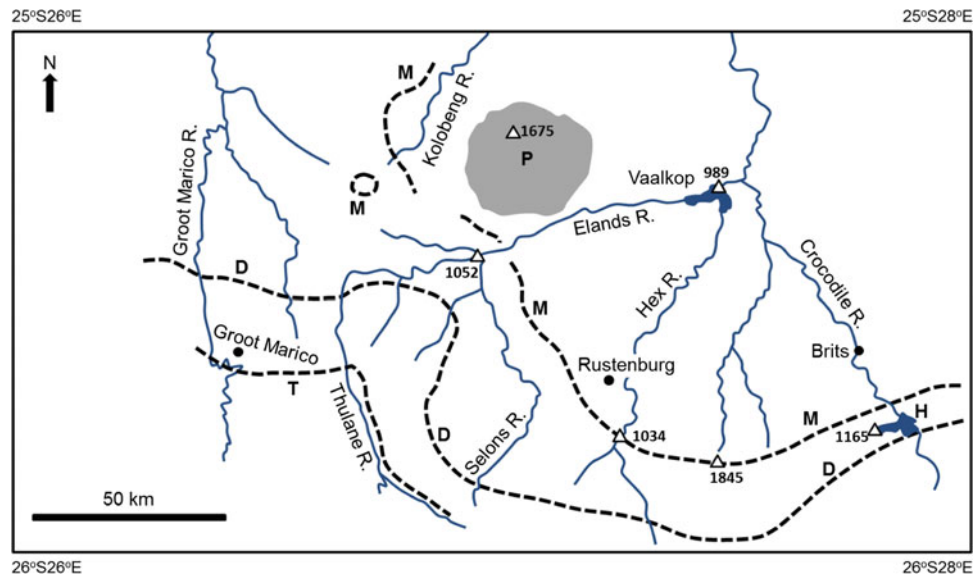 25°S26°E
25°S28°E
N
M
Kolobeng R.
1675
P
Groot Marico R.
M
Vaalkop
989
Elands R.
D
1052
M
Hex R.
Crocodile R.
Groot Marico
T
Brits
Rustenburg
Thulane R.
D
Selons R.
1034
M
1165
H
D
1845
50 km
26°S26°E
26°S28°E